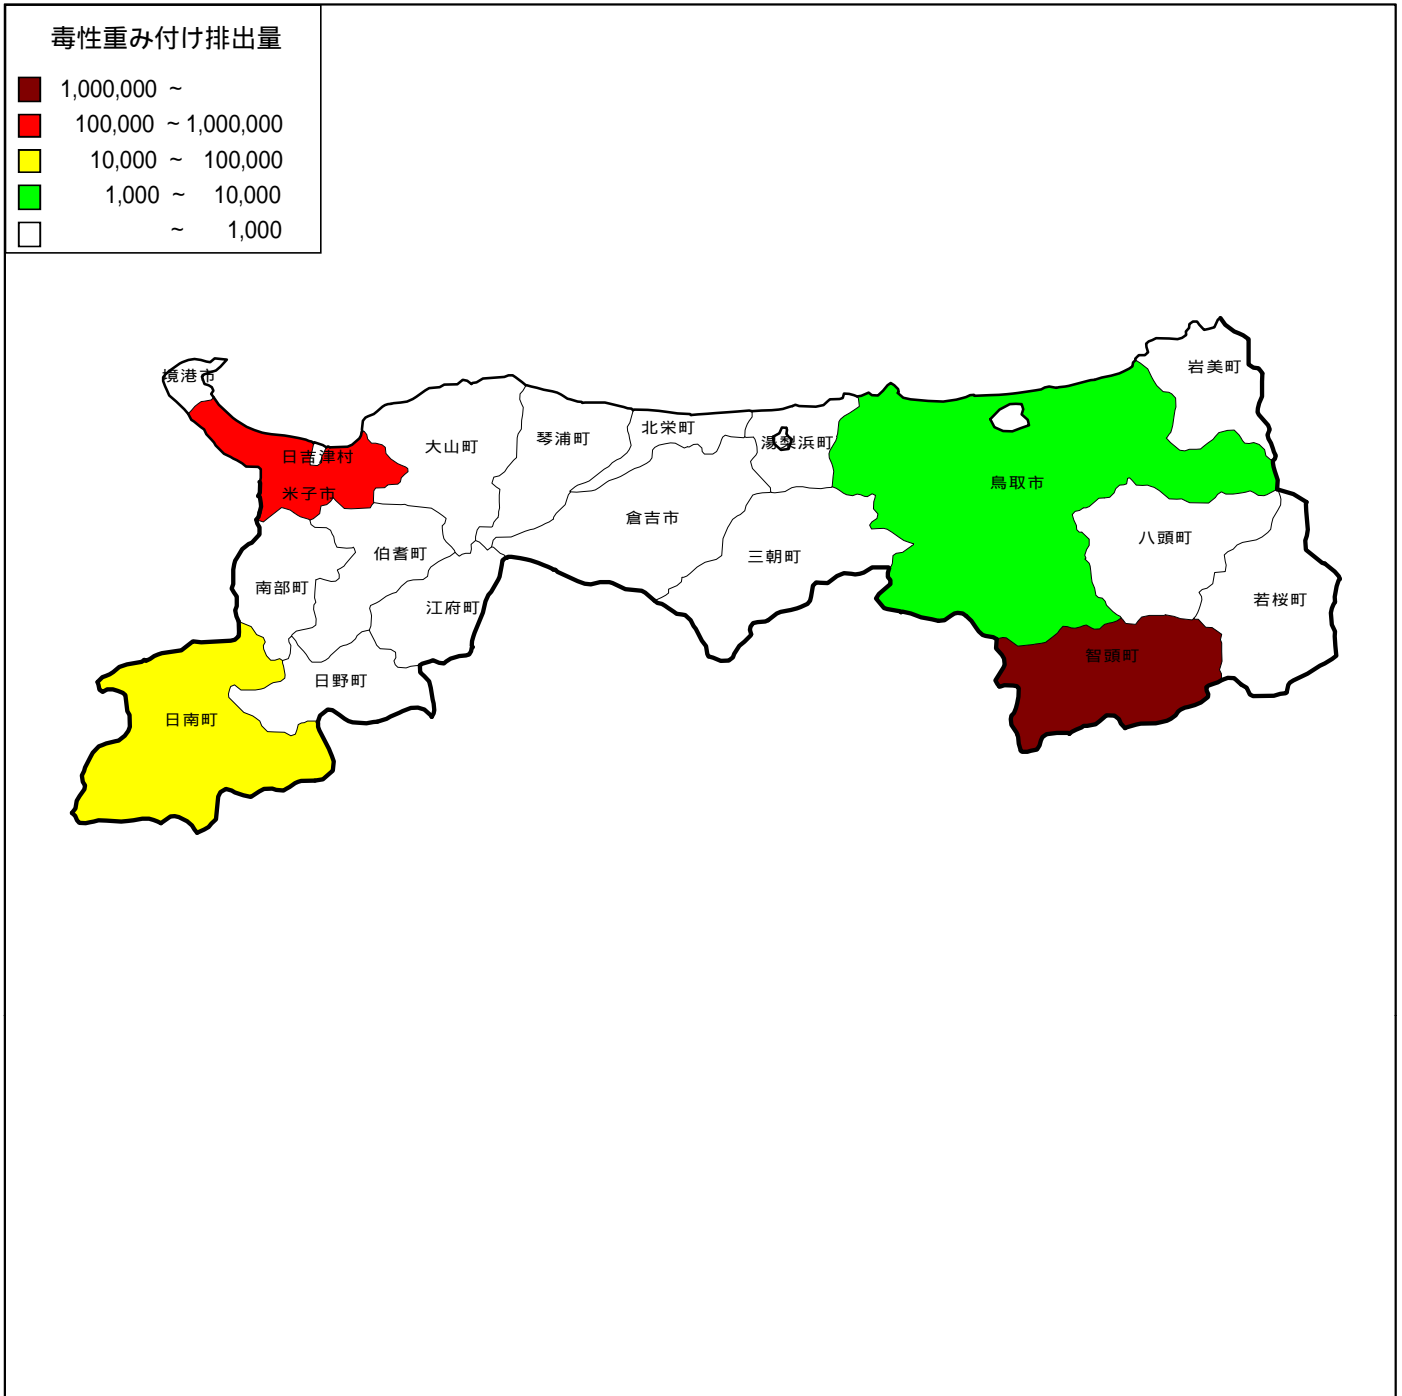 毒性重み付け排出量
1,000,000 ~
100,000 ~ 1,000,000
10,000 ~ 100,000
1,000 ~ 10,000
~ 1,000
境港市
岩美町
大山町
琴浦町
北栄町
湯梨浜町
日吉津村
米子市
鳥取市
倉吉市
八頭町
伯耆町
三朝町
南部町
江府町
若桜町
智頭町
日野町
日南町